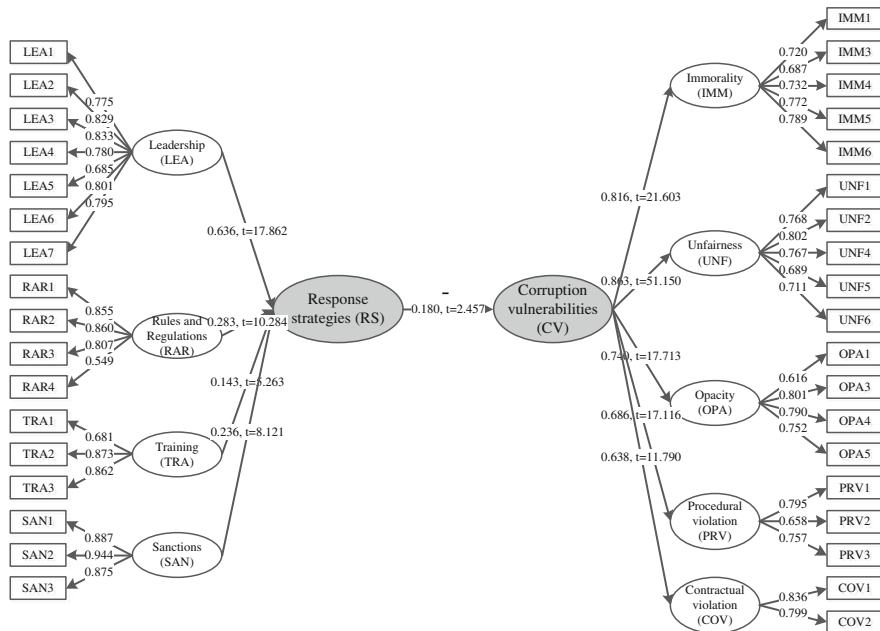 LEA1
LEA2
LEA3
LEA4
LEA5
LEA6
LEA7
0.775
0.829
0.833
0.780
0.685
0.801
0.795
Leadership
(LEA)
RAR1
RAR2
RAR3
RAR4
0.855
0.860
0.807
0.549
Rules and
Regulations
(RAR)
TRA1
TRA2
TRA3
0.681
0.873
0.862
Training
(TRA)
SAN1
SAN2
SAN3
0.887
0.944
0.875
Sanctions
(SAN)
0.636, t=17.862
0.283, t=10.284
0.143, t=5.263
0.236, t=8.121
Response
strategies (RS)
-
0.180, t=2.457
Corruption
vulnerabilities
(CV)
0.816, t=21.603
0.863, t=51.150
0.740, t=17.713
0.686, t=17.116
0.638, t=11.790
Immorality
(IMM)
0.720
0.687
0.732
0.772
0.789
IMM1
IMM3
IMM4
IMM5
IMM6
Unfairness
(UNF)
0.768
0.802
0.767
0.689
0.711
UNF1
UNF2
UNF4
UNF5
UNF6
Opacity
(OPA)
0.616
0.801
0.790
0.752
OPA1
OPA3
OPA4
OPA5
Procedural
violation
(PRV)
0.795
0.658
0.757
PRV1
PRV2
PRV3
Contractual
violation
(COV)
0.836
0.799
COV1
COV2